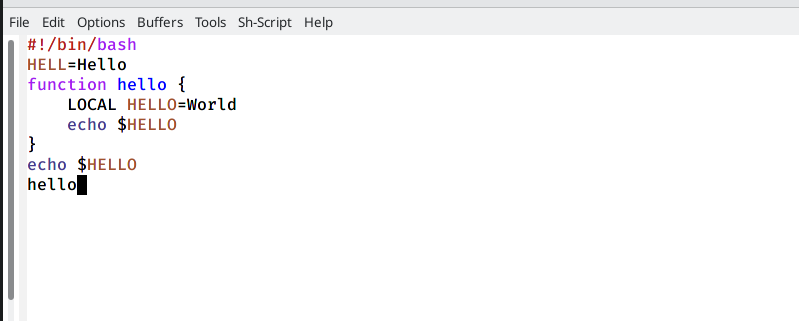 File Edit Options Buffers Tools Sh-Script Help
#!/bin/bash
HELL=Hello
function hello {
    LOCAL HELLO=World
    echo $HELLO
}
echo $HELLO
hello